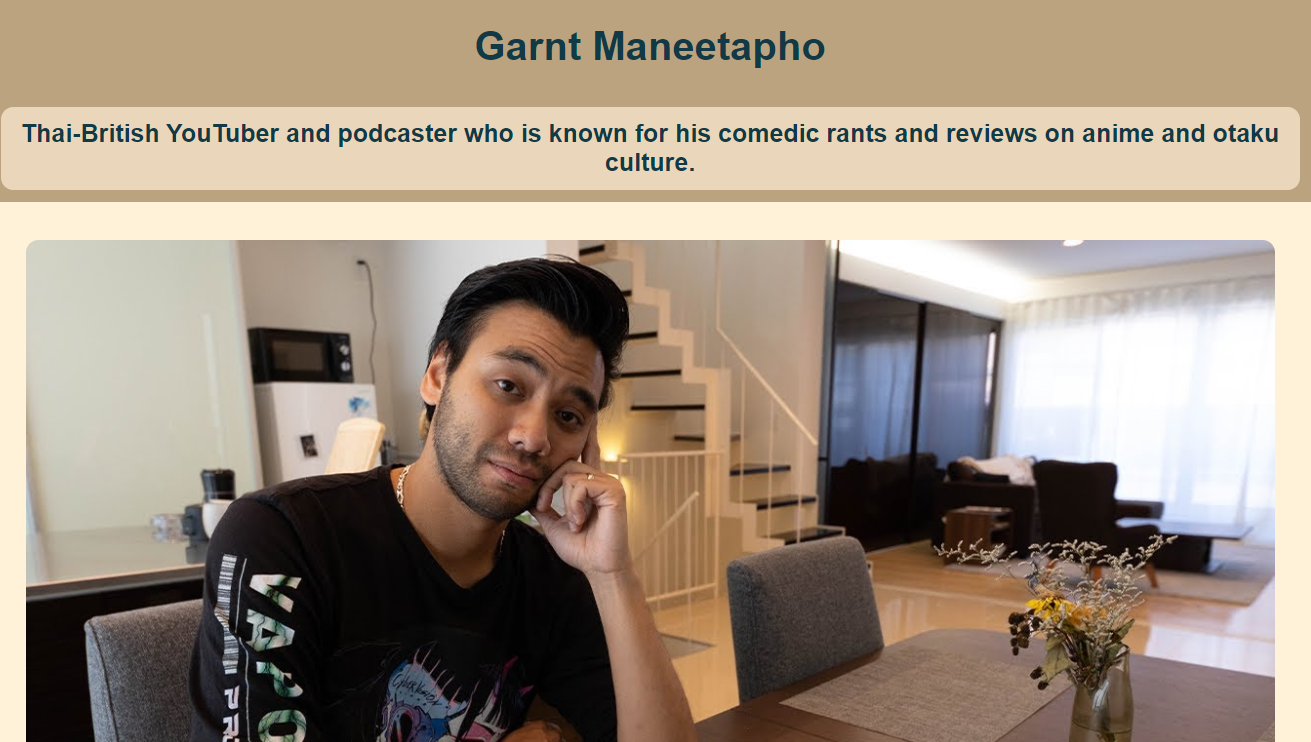 Garnt Maneetapho
Thai-British YouTuber and podcaster who is known for his comedic rants and reviews on anime and otaku
culture.
VAPO